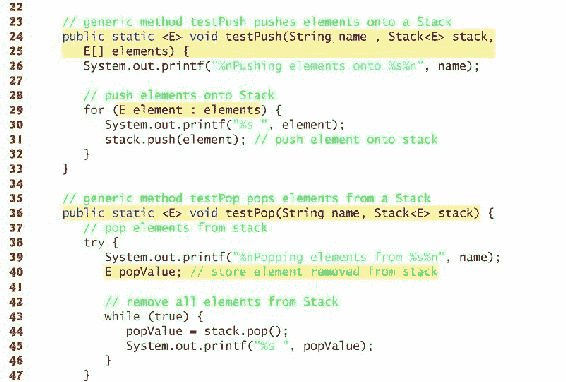 22
23 // generic method testPush pushes elements onto a Stack
24 public static <E> void testPush(String name , Stack<E> stack,
25 E[] elements) {
26 System.out.printf("%nPushing elements onto %s%n", name);
27
28 // push elements onto Stack
29 for (E element : elements) {
30 System.out.printf("%s ", element);
31 stack.push(element); // push element onto stack
32 }
33 }
34
35 // generic method testPop pops elements from a Stack
36 public static <E> void testPop(String name, Stack<E> stack) {
37 // pop elements from stack
38 try {
39 System.out.printf("%nPopping elements from %s%n", name);
40 E popValue; // store element removed from stack
41
42 // remove all elements from Stack
43 while (true) {
44 popValue = stack.pop();
45 System.out.printf("%s ", popValue);
46 }
47 }